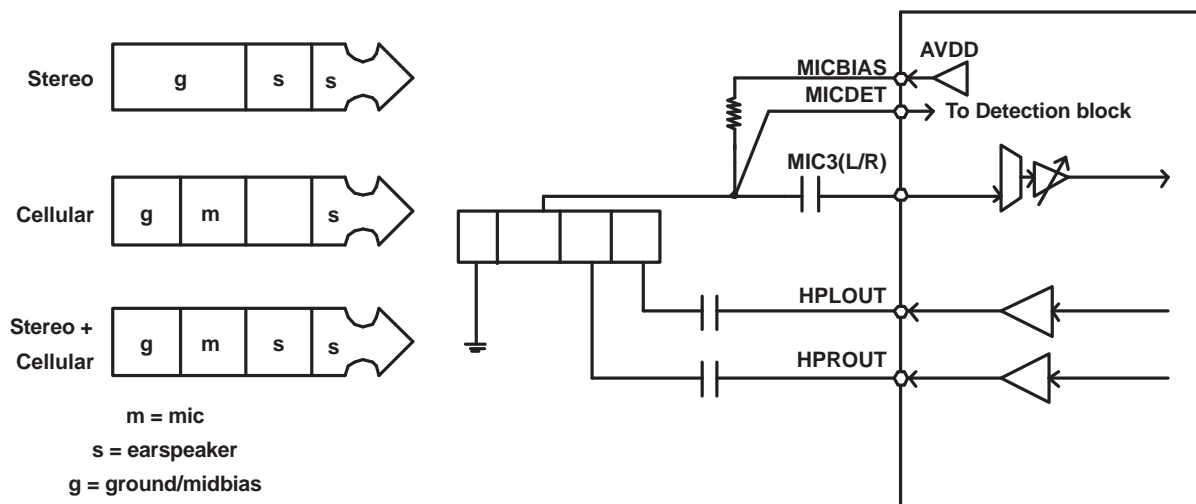 Stereo
g s s
Cellular
g m s
Stereo +
Cellular
g m s s
m = mic
s = earspeaker
g = ground/midbias
AVDD
MICBIAS
MICDET
To Detection block
MIC3(L/R)
HPLOUT
HPROUT